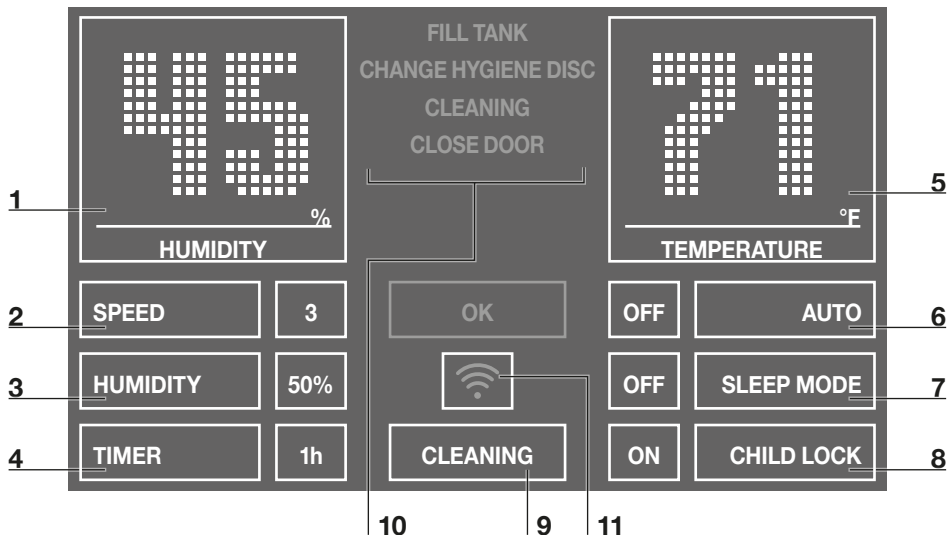 45
%
HUMIDITY
FILL TANK
CHANGE HYGIENE DISC
CLEANING
CLOSE DOOR
71
°F
TEMPERATURE
1
5
SPEED 3
OK
OFF AUTO
2
6
HUMIDITY 50%
OFF SLEEP MODE
3
7
TIMER 1h
CLEANING
ON CHILD LOCK
4
8
10 9 11